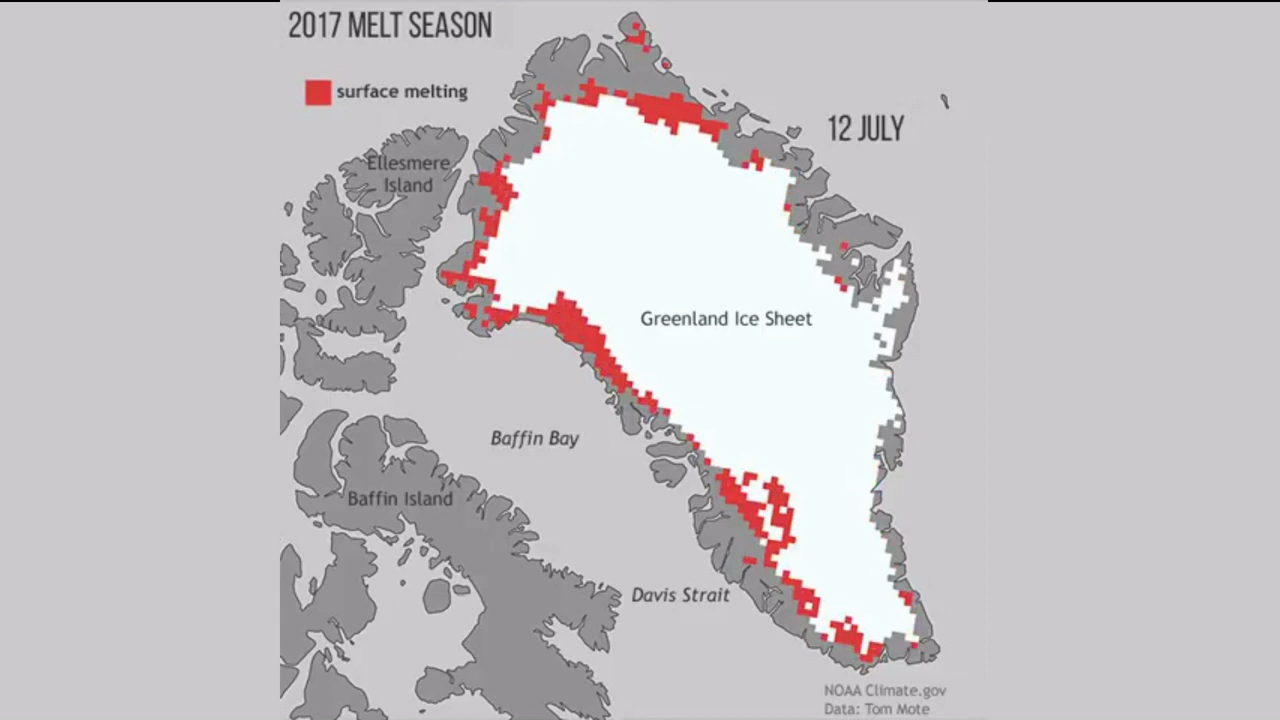 2017 MELT SEASON
surface melting
12 JULY
Ellesmere
Island
Greenland Ice Sheet
Baffin Bay
Baffin Island
Davis Strait
NOAA Climate.gov
Data: Tom Mote